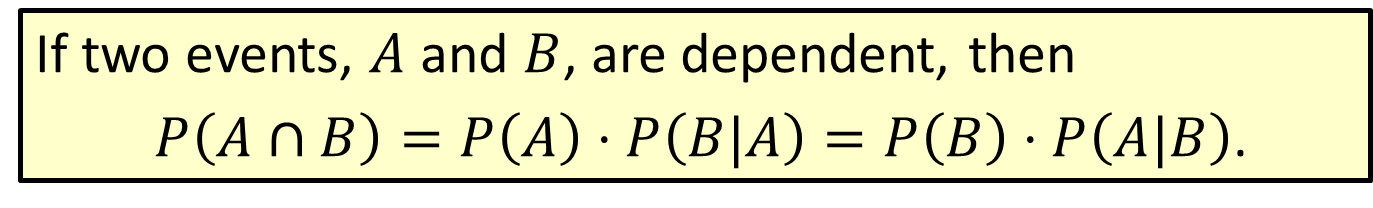 If two events, A and B, are dependent, then
P(A ∩ B) = P(A) · P(B|A) = P(B) · P(A|B).